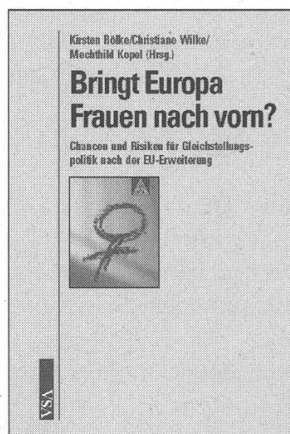 Kirsten Rölke/Christiane Wilke/
Mechthild Kopel (Hrsg.)
Bringt Europa
Frauen nach vorn?
Chancen und Risiken für Gleichstellungs-
politik nach der EU-Erweiterung
VSA